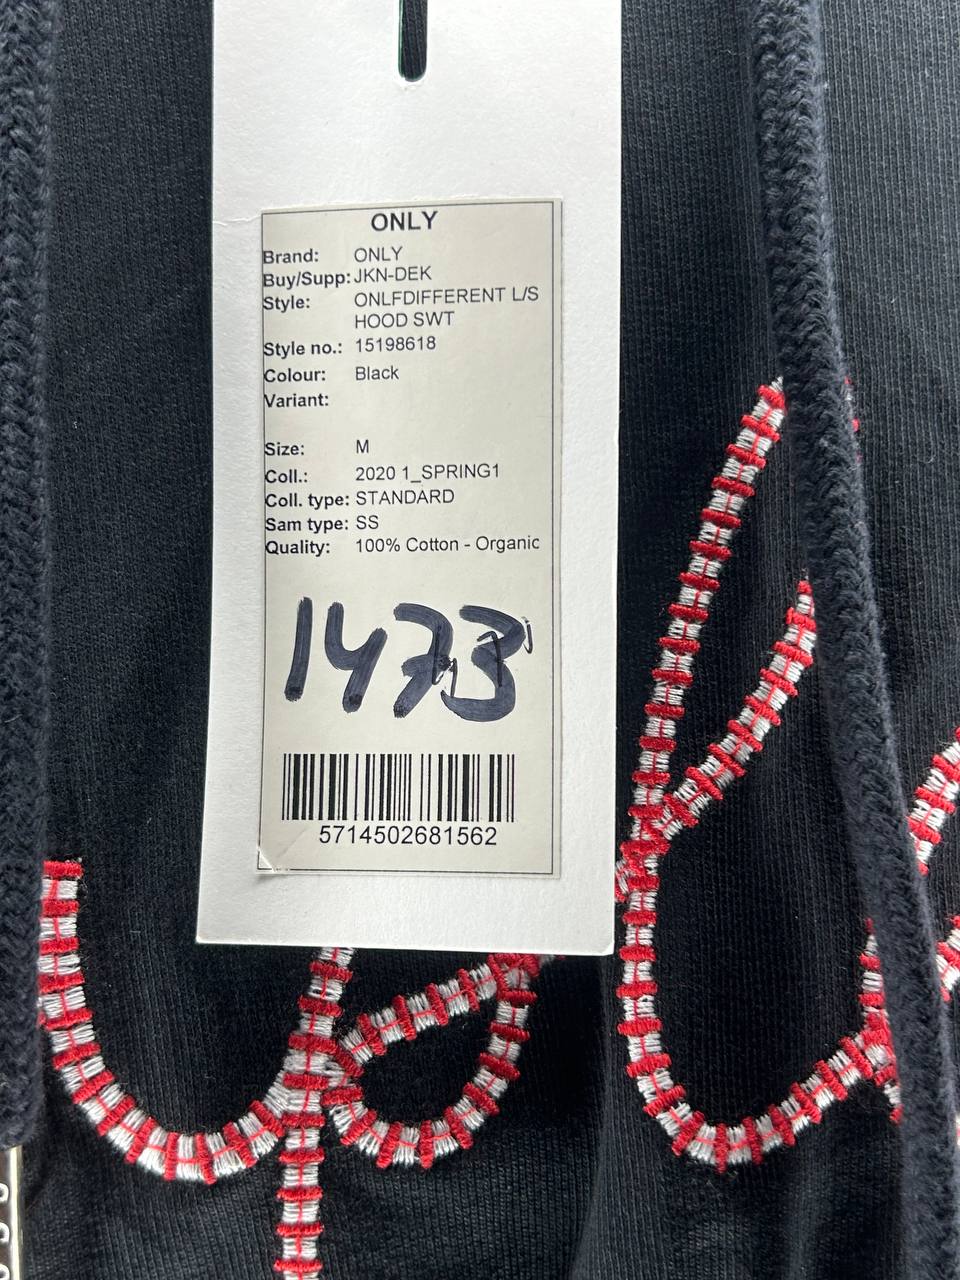 ONLY
Brand: ONLY
Buy/Supp: JKN-DEK
Style: ONLFDIFFERENT L/S
HOOD SWT
Style no.: 15198618
Colour: Black
Variant:
Size: M
Coll.: 2020 1_SPRING1
Coll. type: STANDARD
Sam type: SS
Quality: 100% Cotton - Organic
1473
5714502681562